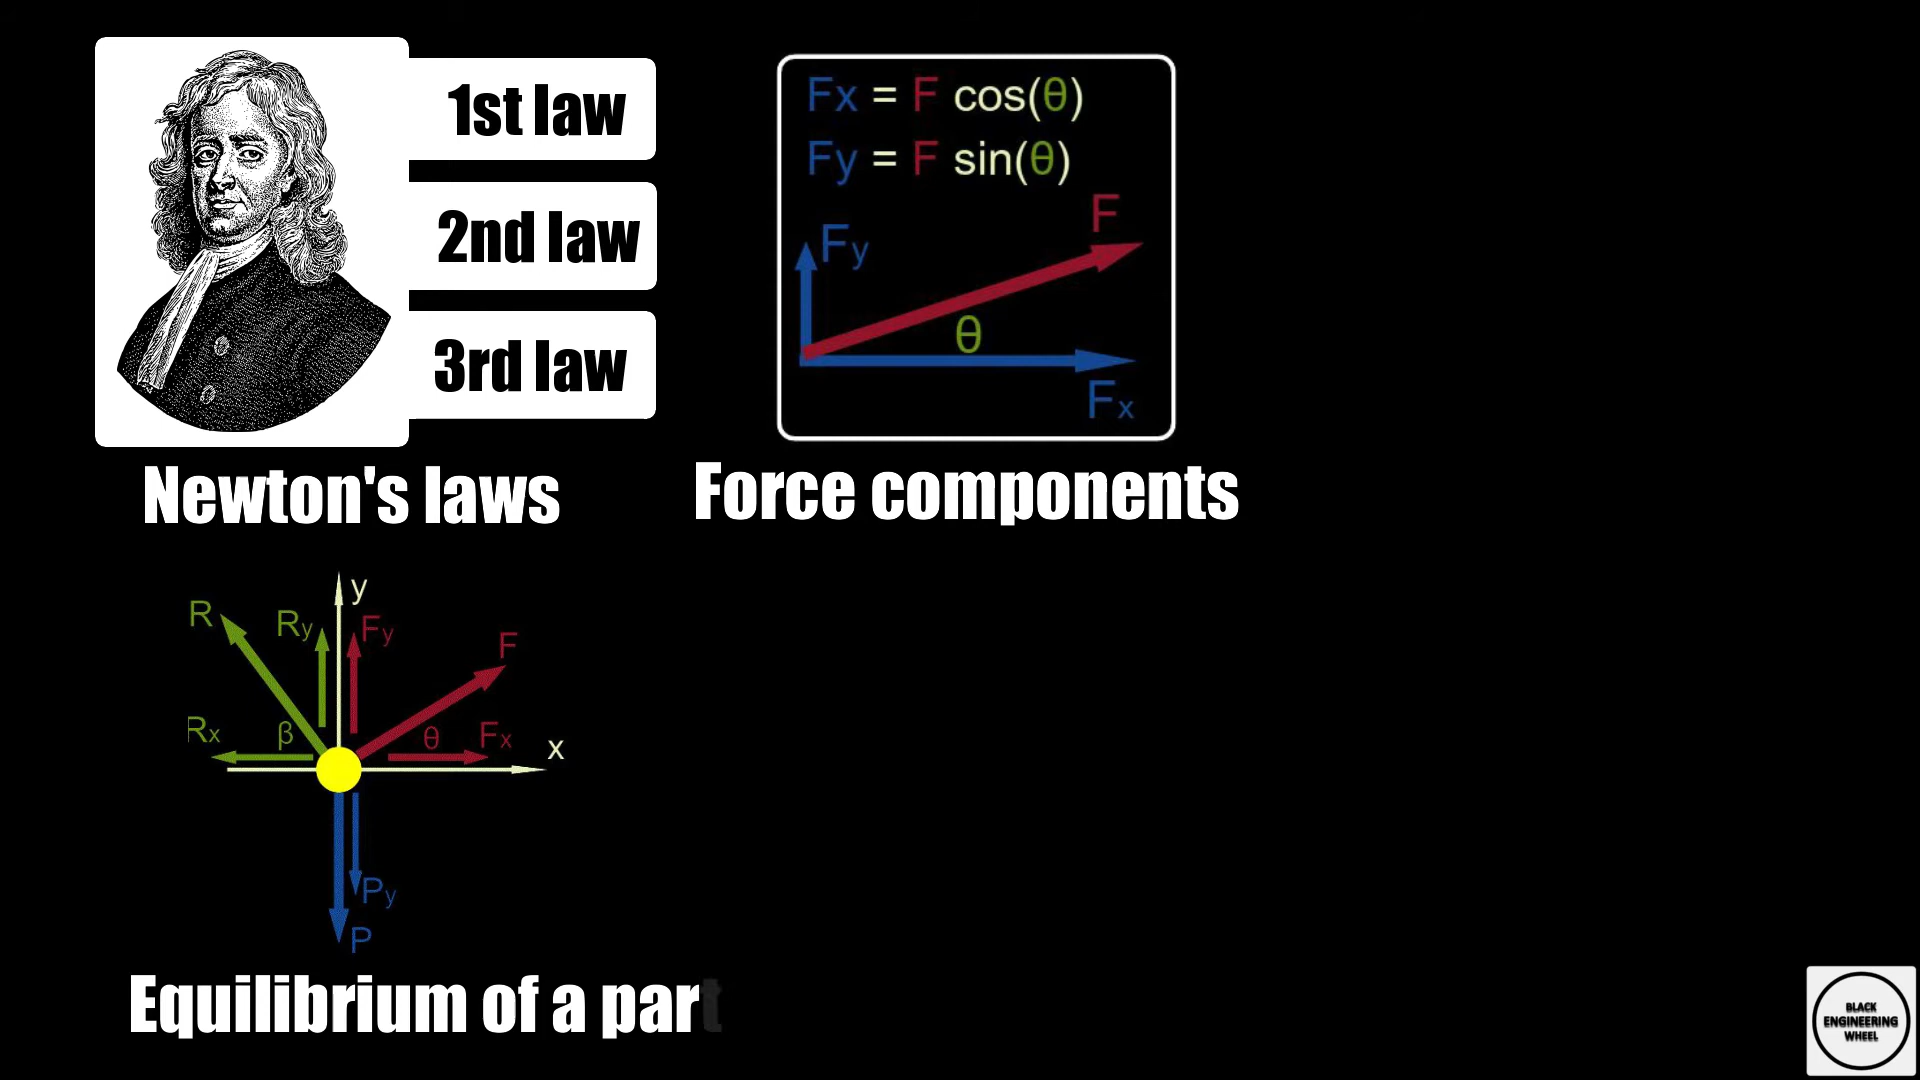 1st law
2nd law
3rd law
Newton's laws
Fx = F cos(θ)
Fy = F sin(θ)
F
Fy
θ
Fx
Force components
y
R
Ry
Fy
F
Rx
β
θ
Fx
x
Py
P
Equilibrium of a part
BLACK
ENGINEERING
WHEEL